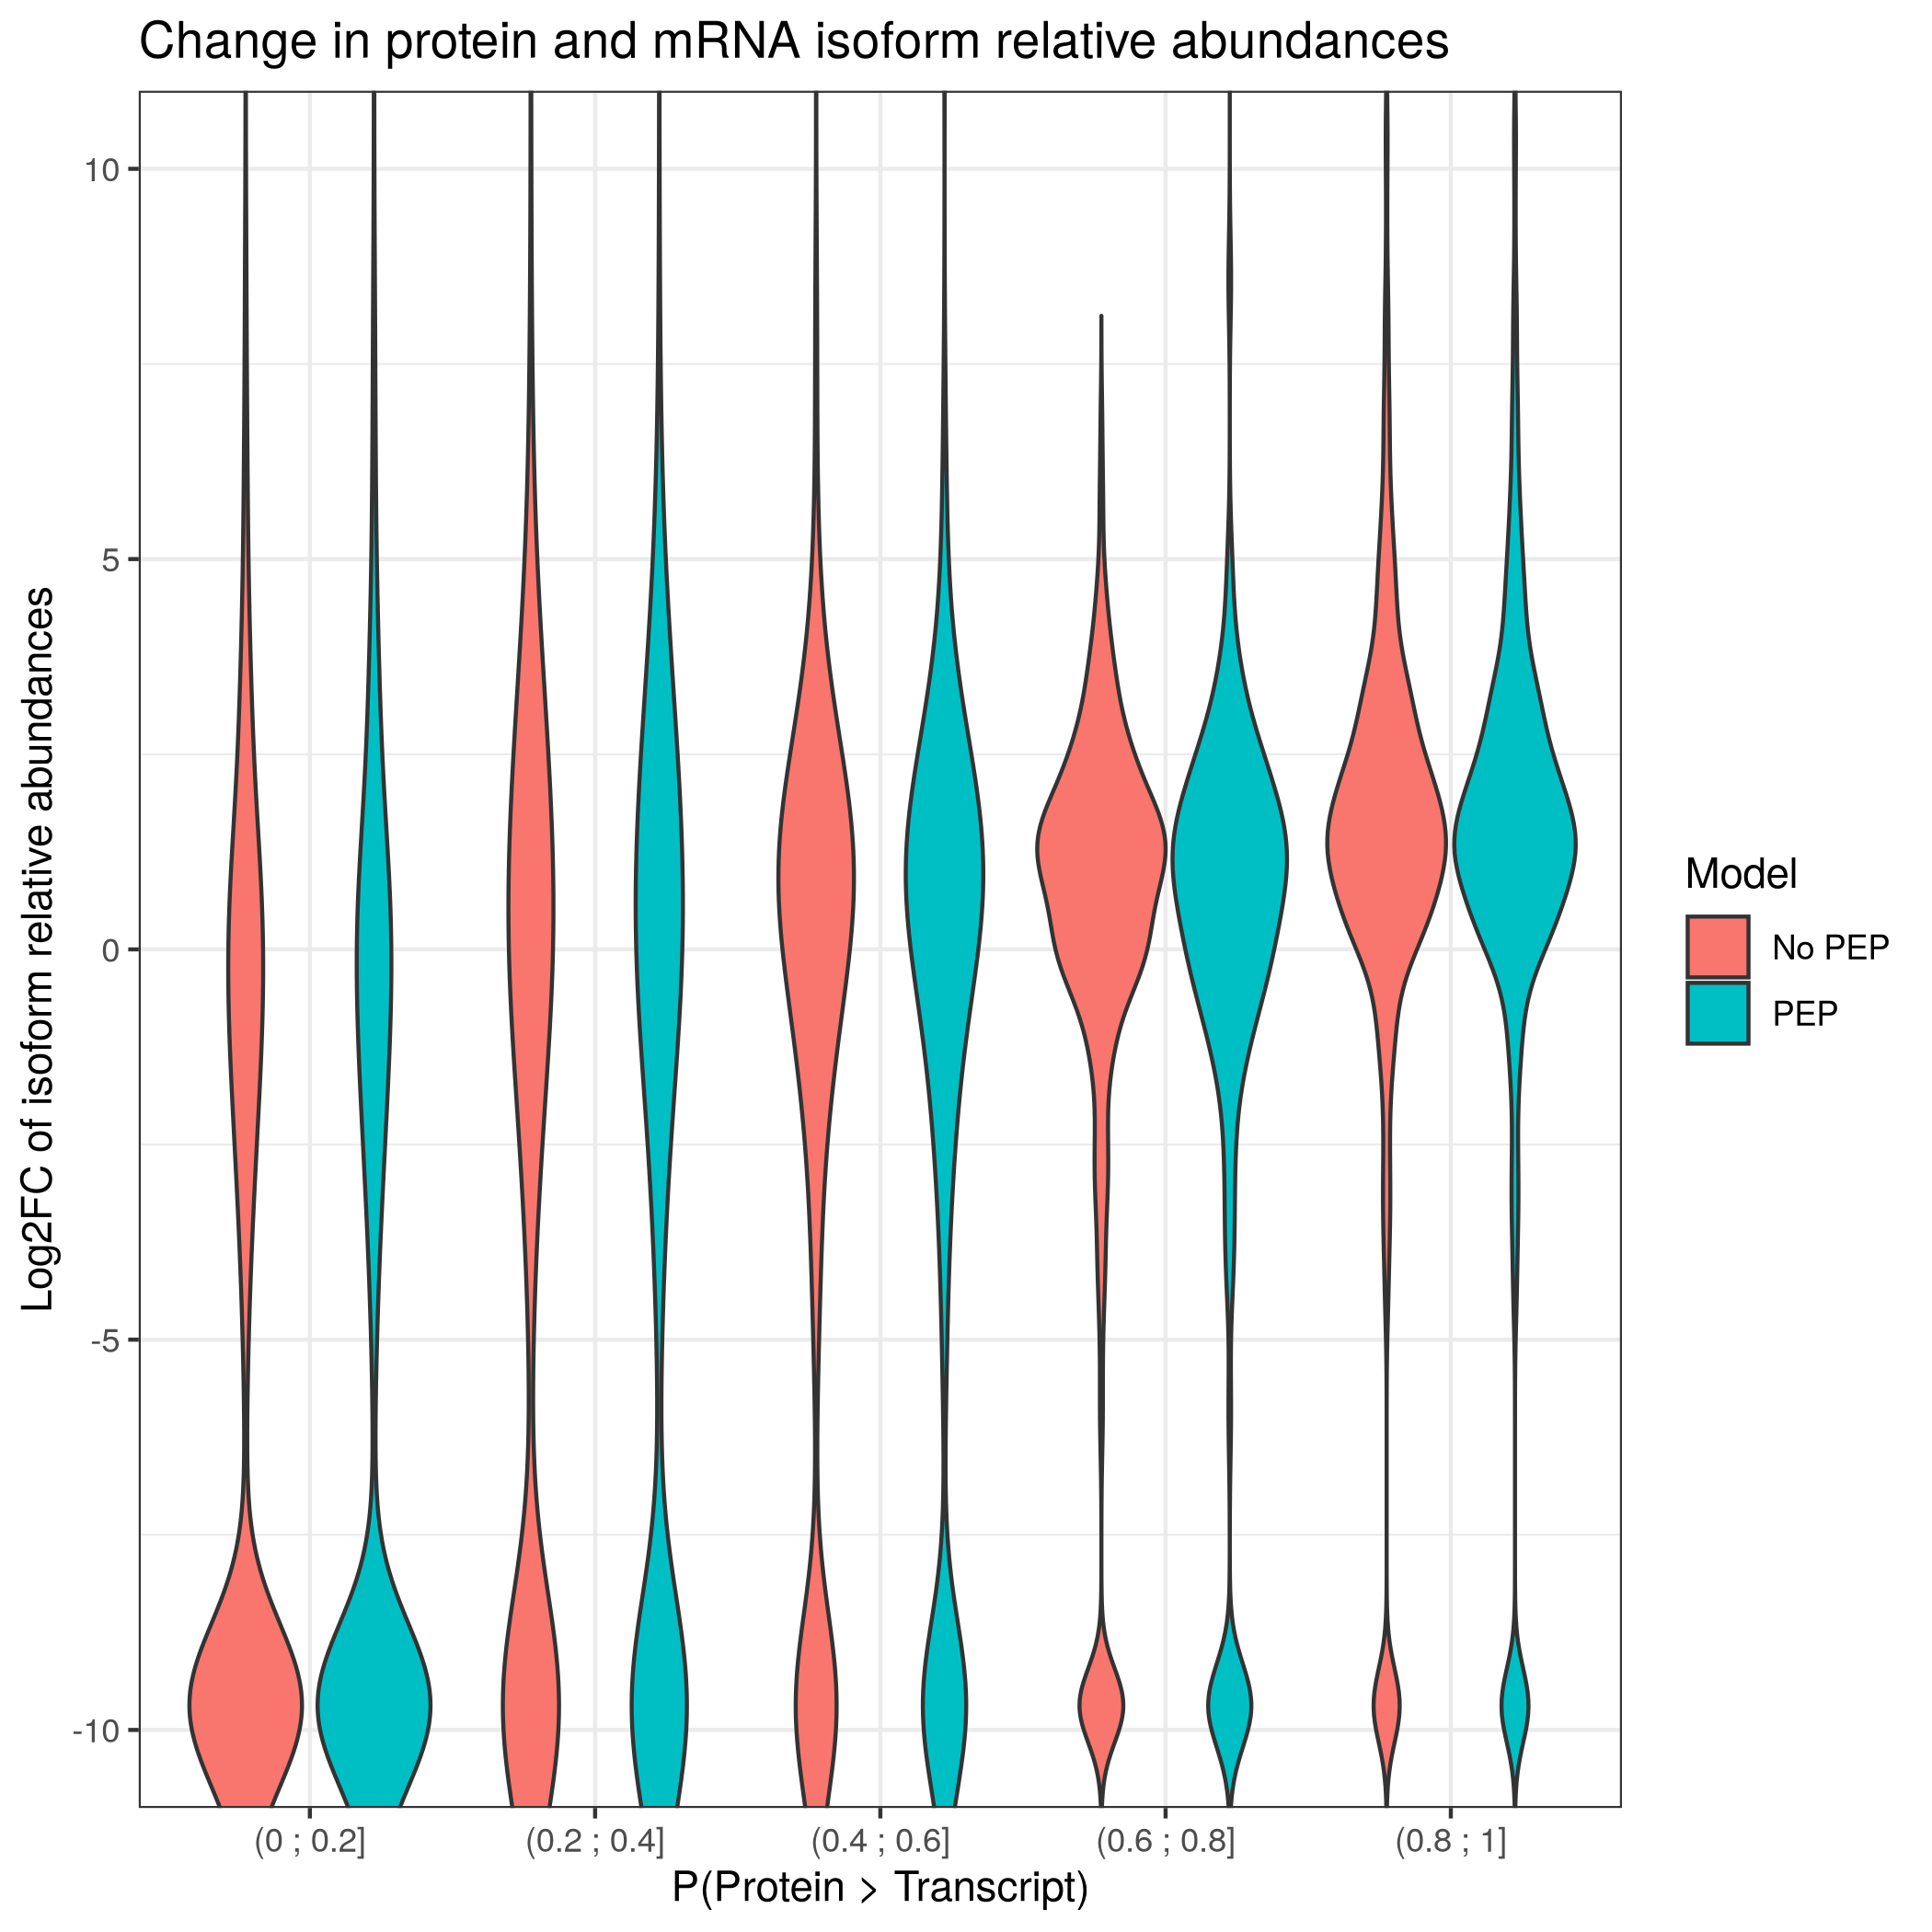 Change in protein and mRNA isoform relative abundances
Log2FC of isoform relative abundances
10
5
0
-5
-10
(0 ; 0.2]
(0.2 ; 0.4]
(0.4 ; 0.6]
(0.6 ; 0.8]
(0.8 ; 1]
P(Protein > Transcript)
Model
No PEP
PEP